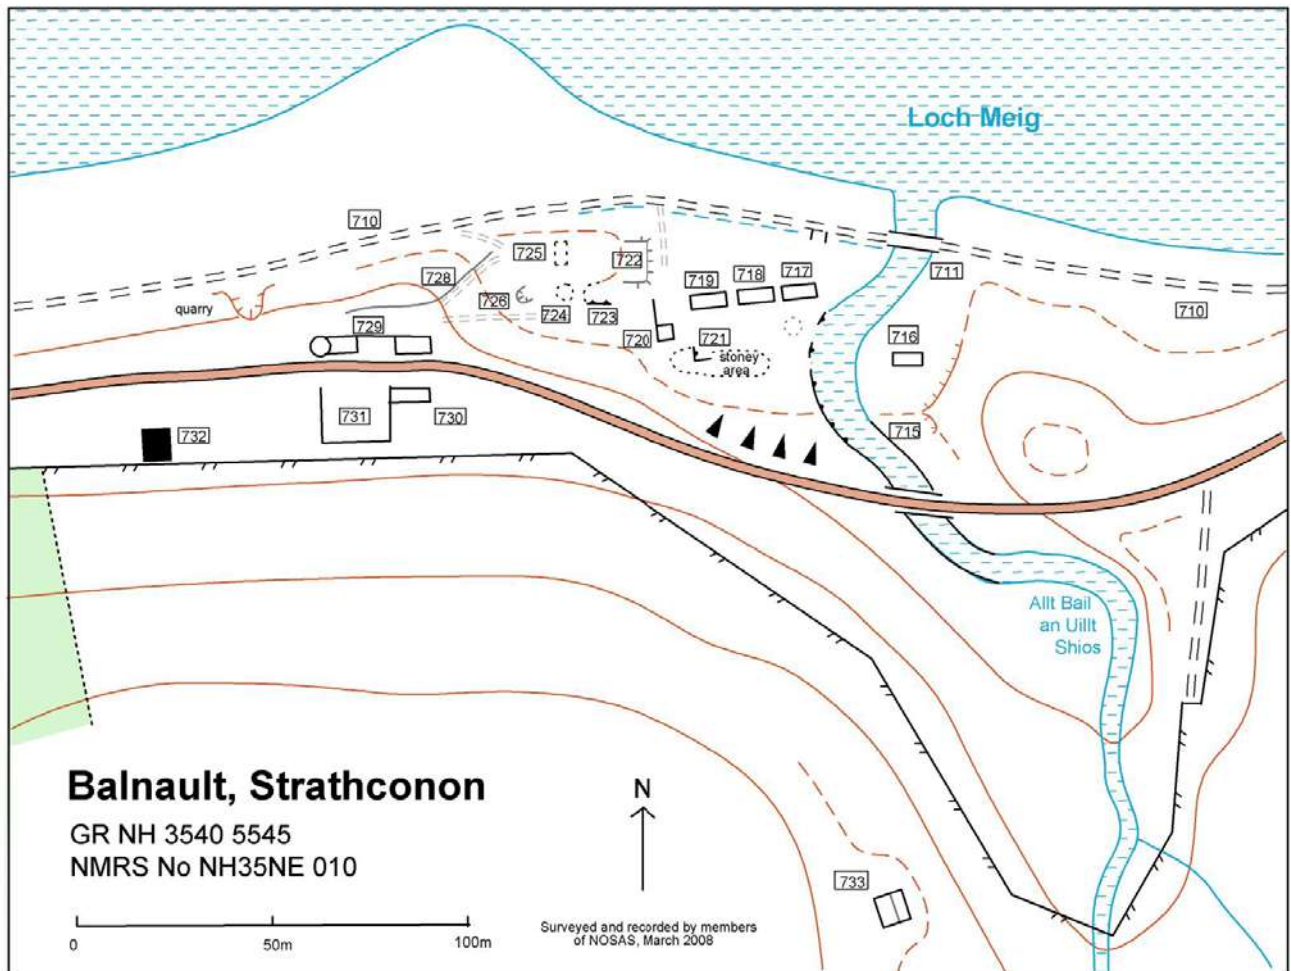 Loch Meig
710
725
722
728
711
719
718
717
quarry
726
724
723
710
729
720
721
716
stoney
area
731
730
732
715
Allt Bail
an Uillt
Shios
Balnault, Strathconon
GR NH 3540 5545
NMRS No NH35NE 010
N
733
0
50m
100m
Surveyed and recorded by members
of NOSAS, March 2008